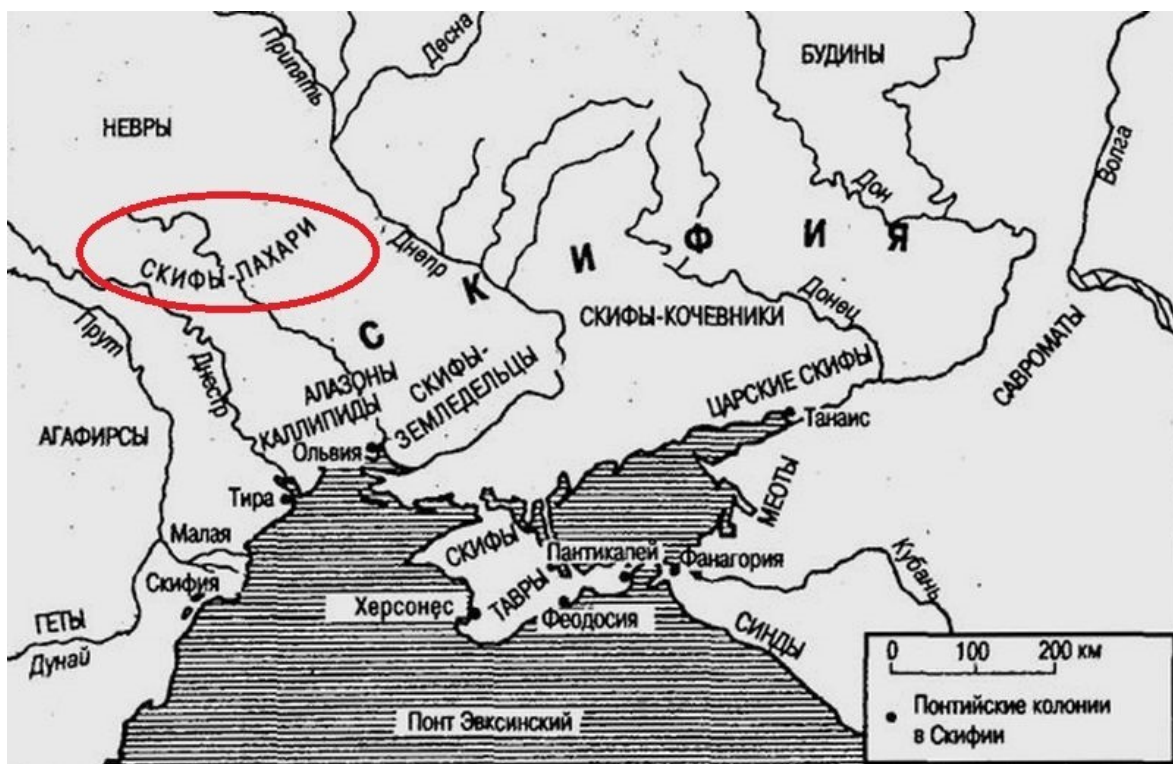 Припять
Десна
БУДИНЫ
НЕВРЫ
Волга
Дон
СКИФЫ-ПАХАРИ
Днепр
С К И Ф И Я
Донец
СКИФЫ-КОЧЕВНИКИ
Прут
Днестр
АЛАЗОНЫ
КАЛЛИПИДЫ
СКИФЫ-
ЗЕМЛЕДЕЛЬЦЫ
ЦАРСКИЕ СКИФЫ
САВРОМАТЫ
Танаис
АГАФИРСЫ
Ольвия
Тира
МЕОТЫ
Малая
Скифия
СКИФЫ
Пантикапей
Фанагория
Кубань
ТАВРЫ
Херсонес
Феодосия
ГЕТЫ
Дунай
СИНДЫ
Понт Эвксинский
0 100 200 км
Понтийские колонии
в Скифии